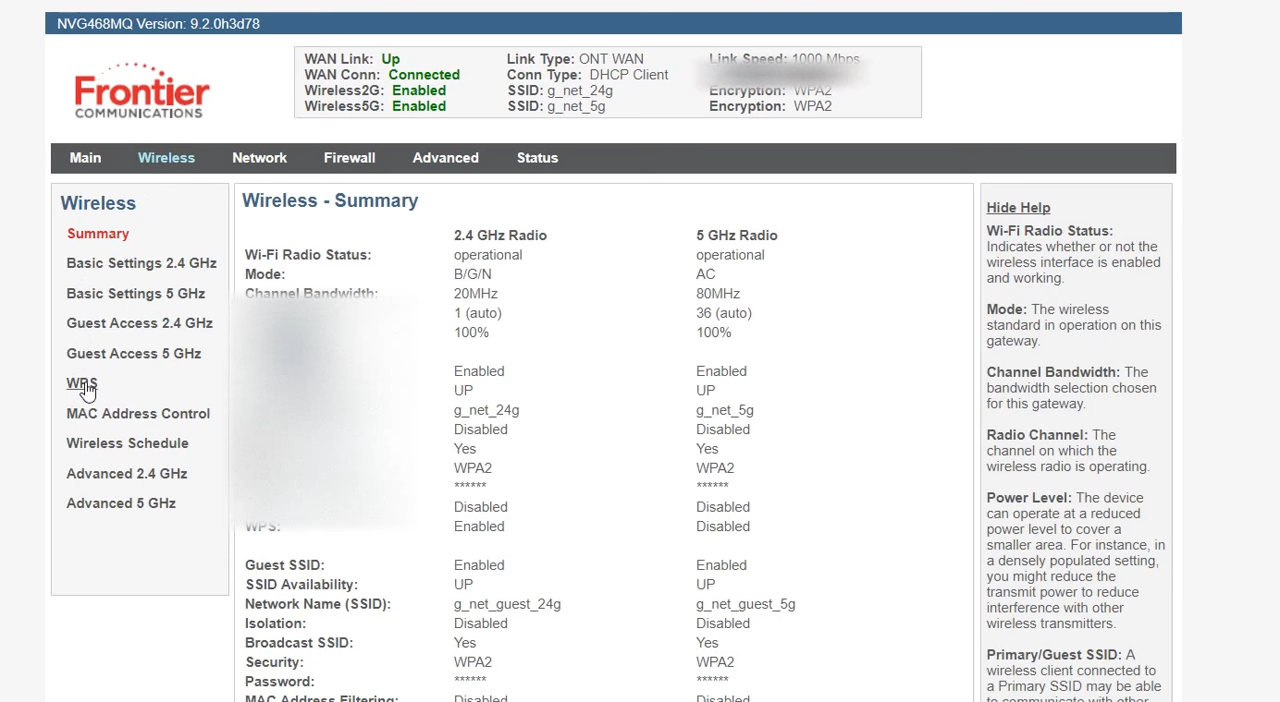 NVG468MQ Version: 9.2.0h3d78
Frontier
COMMUNICATIONS
WAN Link: Up
WAN Conn: Connected
Wireless2G: Enabled
Wireless5G: Enabled
Link Type: ONT WAN
Conn Type: DHCP Client
SSID: g_net_24g
SSID: g_net_5g
Link Speed: 1000 Mbps
Encryption: WPA2
Encryption: WPA2
Main Wireless Network Firewall Advanced Status
Wireless
Summary
Basic Settings 2.4 GHz
Basic Settings 5 GHz
Guest Access 2.4 GHz
Guest Access 5 GHz
WPS
MAC Address Control
Wireless Schedule
Advanced 2.4 GHz
Advanced 5 GHz
Wireless - Summary
2.4 GHz Radio 5 GHz Radio
Wi-Fi Radio Status: operational operational
Mode: B/G/N AC
Channel Bandwidth: 20MHz 80MHz
1 (auto) 36 (auto)
100% 100%
Enabled Enabled
UP UP
g_net_24g g_net_5g
Disabled Disabled
Yes Yes
WPA2 WPA2
****** ******
Disabled Disabled
WPS: Enabled Disabled
Guest SSID: Enabled Enabled
SSID Availability: UP UP
Network Name (SSID): g_net_guest_24g g_net_guest_5g
Isolation: Disabled Disabled
Broadcast SSID: Yes Yes
Security: WPA2 WPA2
Password: ****** ******
MAC Address Filtering: Disabled Disabled
Hide Help
Wi-Fi Radio Status:
Indicates whether or not the
wireless interface is enabled
and working.
Mode: The wireless
standard in operation on this
gateway.
Channel Bandwidth: The
bandwidth selection chosen
for this gateway.
Radio Channel: The
channel on which the
wireless radio is operating.
Power Level: The device
can operate at a reduced
power level to cover a
smaller area. For instance, in
a densely populated setting,
you might reduce the
transmit power to reduce
interference with other
wireless transmitters.
Primary/Guest SSID: A
wireless client connected to
a Primary SSID may be able
to communicate with other